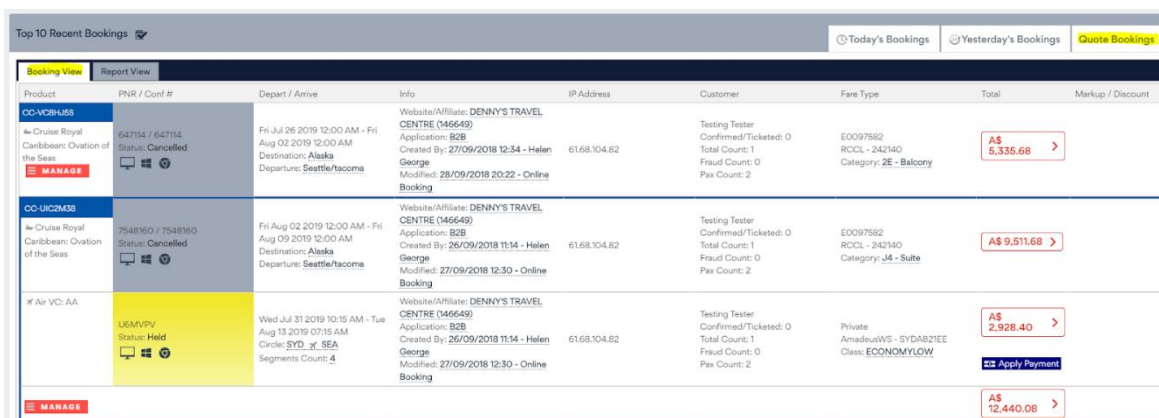 Top 10 Recent Bookings
Today's Bookings
Yesterday's Bookings
Quote Bookings
Booking View
Report View
Product
PNR / Conf #
Depart / Arrive
Info
IP Address
Customer
Fare Type
Total
Markup / Discount
CC-VC8HJ5S
Cruise Royal
Caribbean: Ovation of
the Seas
MANAGE
647114 / 647114
Status: Cancelled
Fri Jul 26 2019 12:00 AM - Fri
Aug 02 2019 12:00 AM
Destination: Alaska
Departure: Seattle/tacoma
Website/Affiliate: DENNY'S TRAVEL
CENTRE (146649)
Application: B2B
Created By: 27/09/2018 12:34 - Helen
George
Modified: 28/09/2018 20:22 - Online
Booking
61.68.104.82
Testing Tester
Confirmed/Ticketed: 0
Total Count: 1
Fraud Count: 0
Pax Count: 2
E0097582
RCCL - 242140
Category: 2E - Balcony
A$
5,335.68
CC-UIC2M38
Cruise Royal
Caribbean: Ovation
of the Seas
7548160 / 7548160
Status: Cancelled
Fri Aug 02 2019 12:00 AM - Fri
Aug 09 2019 12:00 AM
Destination: Alaska
Departure: Seattle/tacoma
Website/Affiliate: DENNY'S TRAVEL
CENTRE (146649)
Application: B2B
Created By: 26/09/2018 11:14 - Helen
George
Modified: 27/09/2018 12:30 - Online
Booking
61.68.104.82
Testing Tester
Confirmed/Ticketed: 0
Total Count: 1
Fraud Count: 0
Pax Count: 2
E0097582
RCCL - 242140
Category: J4 - Suite
A$ 9,511.68
Air VC: AA
U6MVPV
Status: Held
Wed Jul 31 2019 10:15 AM - Tue
Aug 13 2019 07:15 AM
Circle: SYD SEA
Segments Count: 4
Website/Affiliate: DENNY'S TRAVEL
CENTRE (146649)
Application: B2B
Created By: 26/09/2018 11:14 - Helen
George
Modified: 27/09/2018 12:30 - Online
Booking
61.68.104.82
Testing Tester
Confirmed/Ticketed: 0
Total Count: 1
Fraud Count: 0
Pax Count: 2
Private
AmadeusWS - SYDA821EE
Class: ECONOMYLOW
A$
2,928.40
Apply Payment
MANAGE
A$
12,440.08